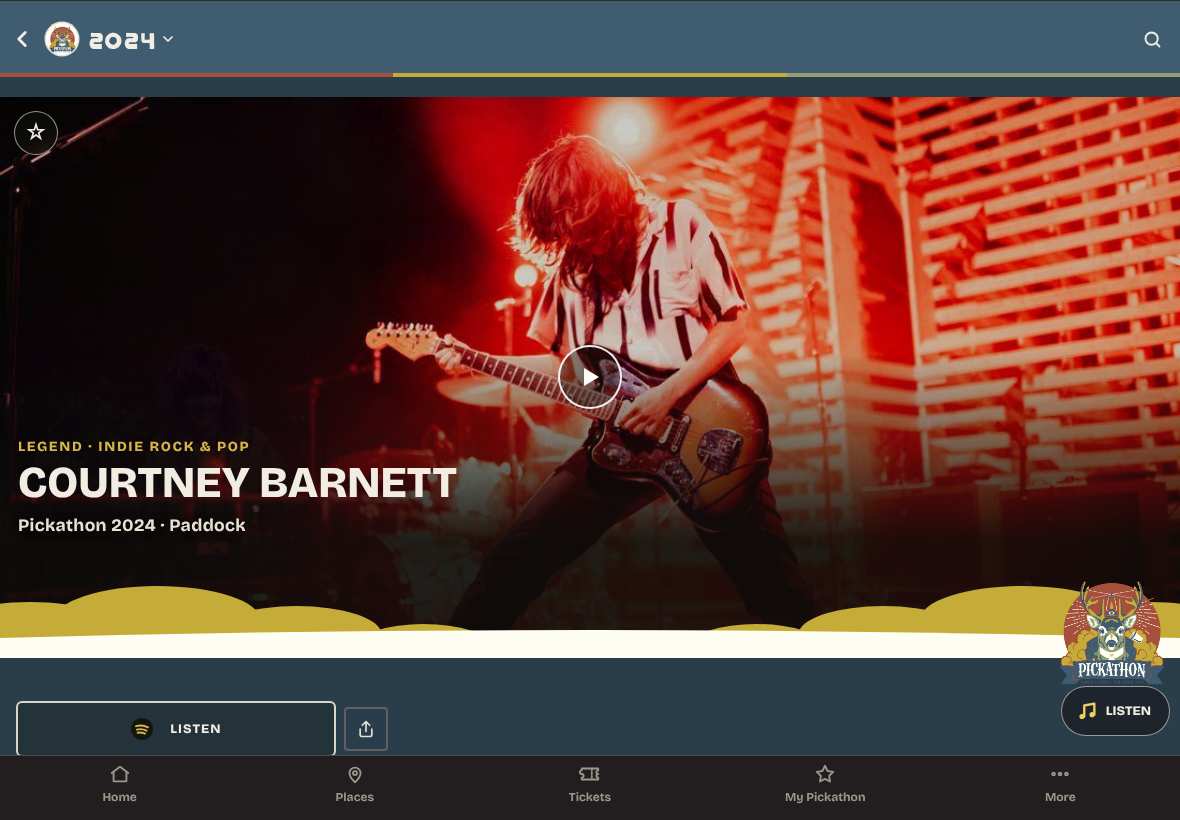 2024
LEGEND · INDIE ROCK & POP
COURTNEY BARNETT
Pickathon 2024 · Paddock
PICKATHON
LISTEN
LISTEN
Home
Places
Tickets
My Pickathon
More